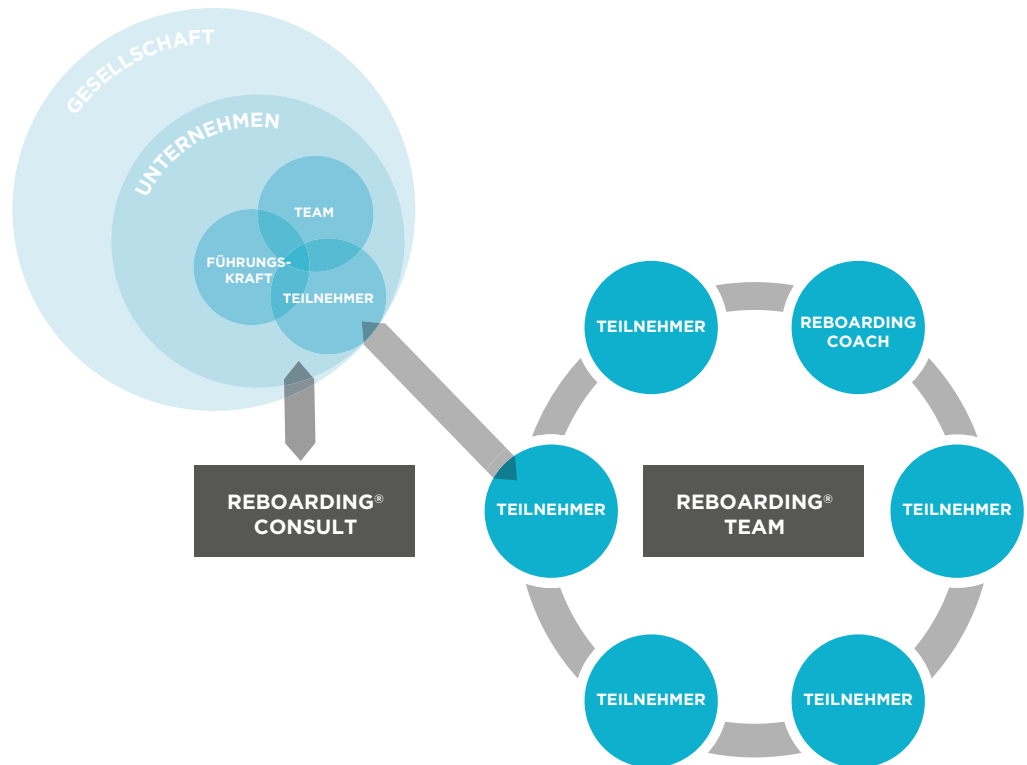 GESELLSCHAFT
UNTERNEHMEN
TEAM
FÜHRUNGS-
KRAFT
TEILNEHMER
REBOARDING®
CONSULT
TEILNEHMER
REBOARDING
COACH
TEILNEHMER
REBOARDING®
TEAM
TEILNEHMER
TEILNEHMER
TEILNEHMER